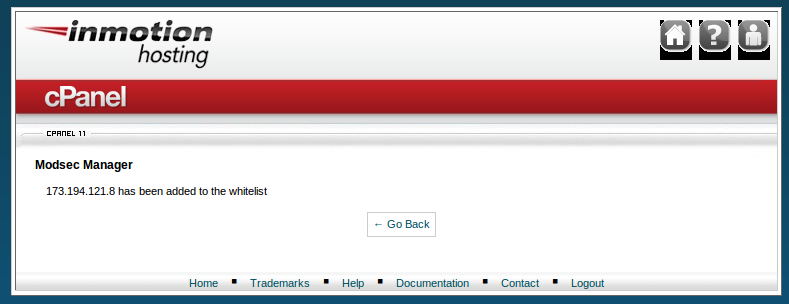 inmotion
hosting
?
cPanel
CPANEL 11
Modsec Manager
173.194.121.8 has been added to the whitelist
← Go Back
Home ▪ Trademarks ▪ Help ▪ Documentation ▪ Contact ▪ Logout